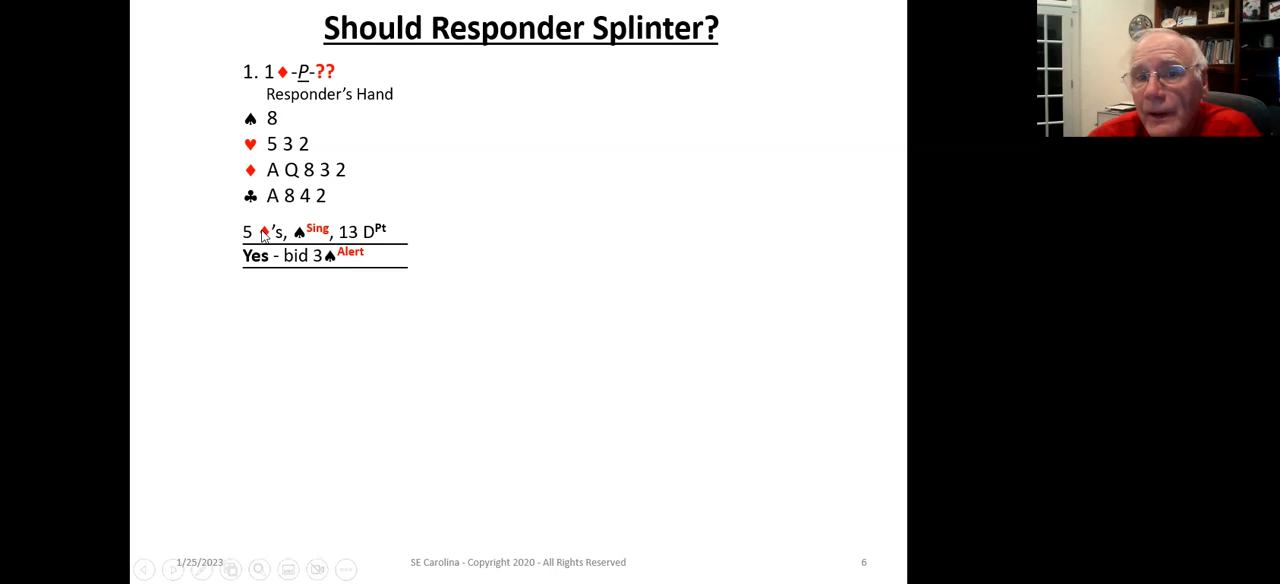 Should Responder Splinter?
1. 1♦-P-??
Responder's Hand
♠ 8
♥ 5 3 2
♦ A Q 8 3 2
♣ A 8 4 2
5 ♦'s, ♠Sing, 13 DPt
Yes - bid 3♠Alert
1/25/2023 SE Carolina - Copyright 2020 - All Rights Reserved 6